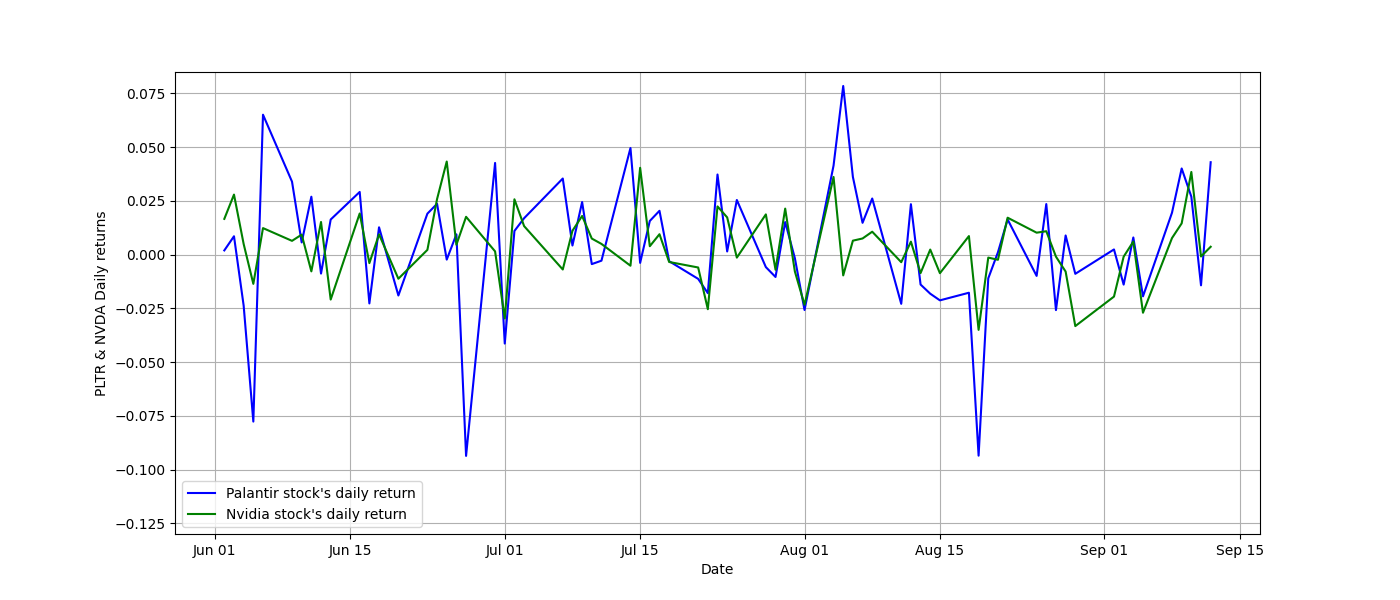 PLTR & NVDA Daily returns
0.075
0.050
0.025
0.000
−0.025
−0.050
−0.075
−0.100
−0.125
Palantir stock's daily return
Nvidia stock's daily return
Jun 01 Jun 15 Jul 01 Jul 15 Aug 01 Aug 15 Sep 01 Sep 15
Date